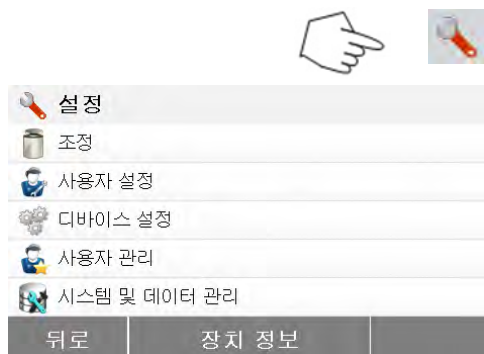 설정
조정
사용자 설정
디바이스 설정
사용자 관리
시스템 및 데이터 관리
뒤로 장치 정보